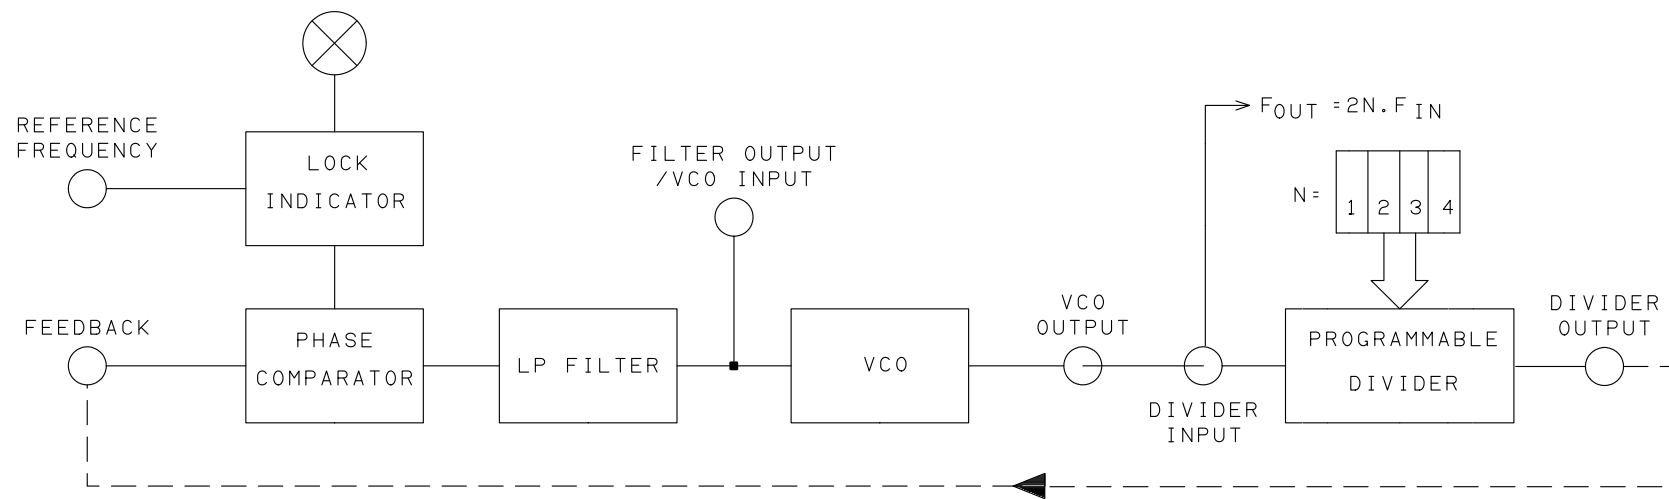 REFERENCE
FREQUENCY
LOCK
INDICATOR
FILTER OUTPUT
/VCO INPUT
FOUT =2N.FIN
N= 1 2 3 4
FEEDBACK
PHASE
COMPARATOR
LP FILTER
VCO
VCO
OUTPUT
DIVIDER
INPUT
PROGRAMMABLE
DIVIDER
DIVIDER
OUTPUT